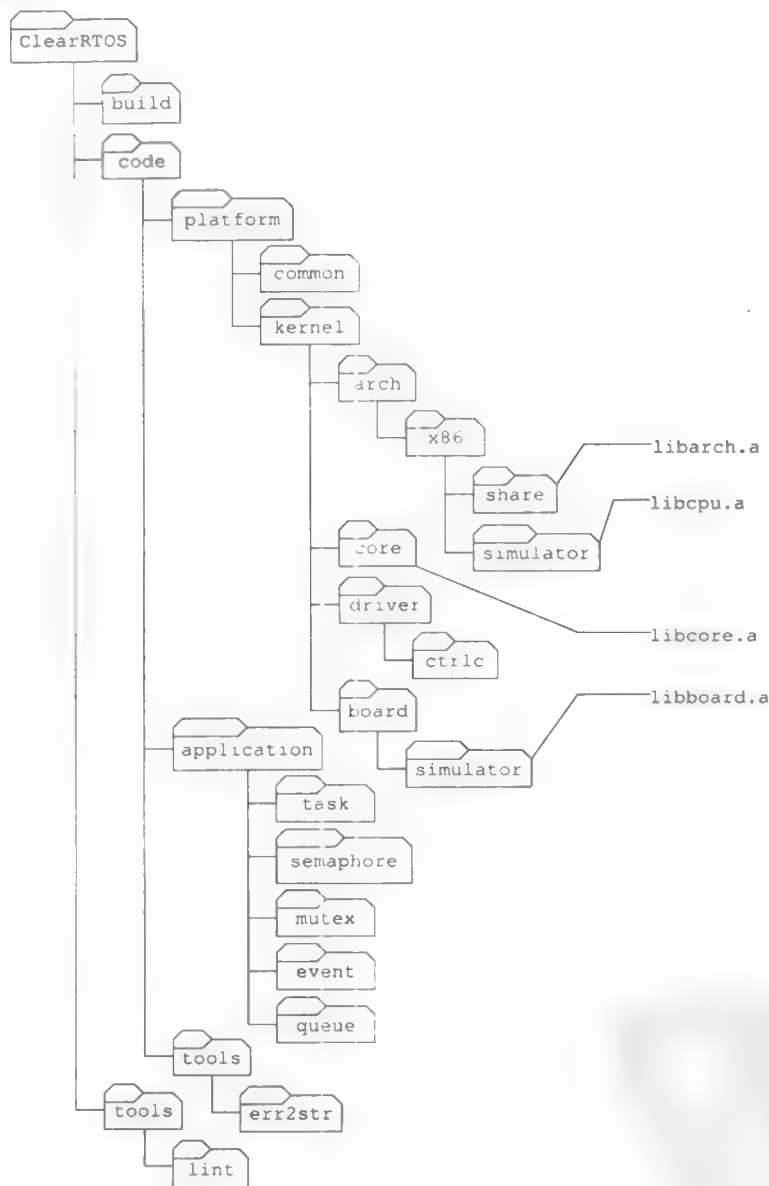 ClearRTOS
build
code
platform
common
kernel
arch
x86
libarch.a
share
libcpu.a
simulator
core
driver
libcore.a
ctrlc
libboard.a
board
application
simulator
task
semaphore
mutex
event
queue
tools
tools
err2str
lint